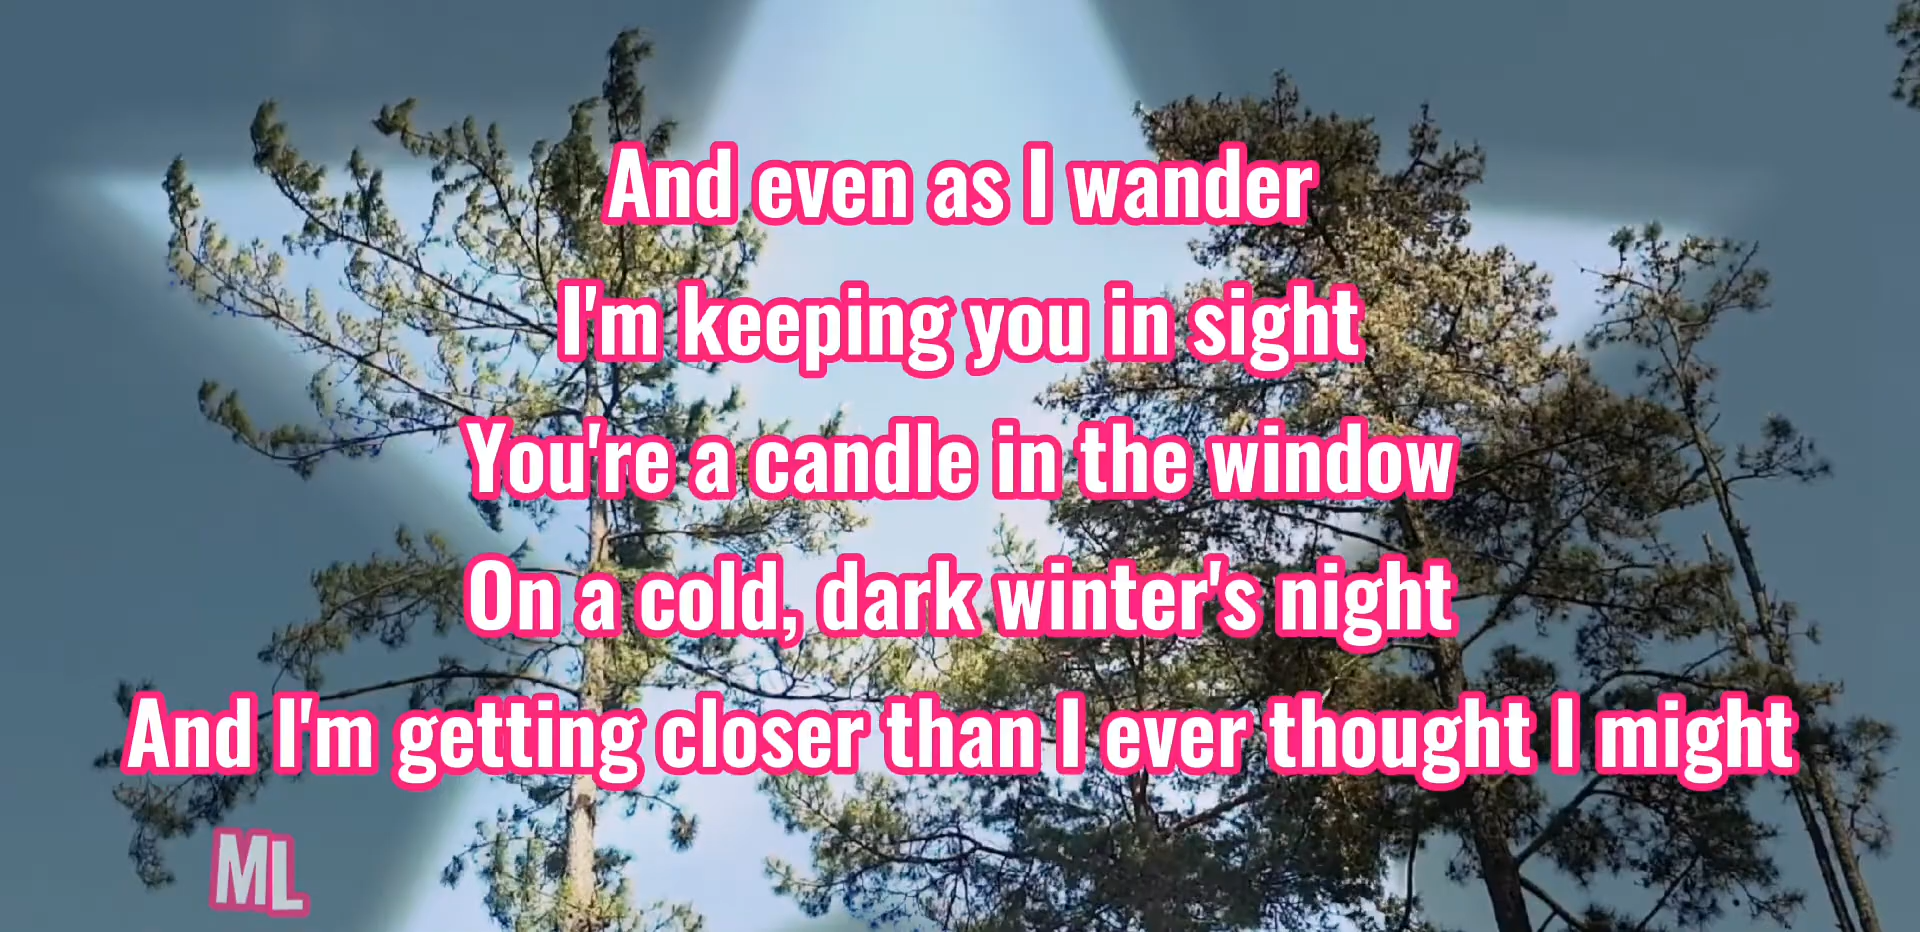 And even as I wander
I'm keeping you in sight
You're a candle in the window
On a cold, dark winter's night
And I'm getting closer than I ever thought I might
ML